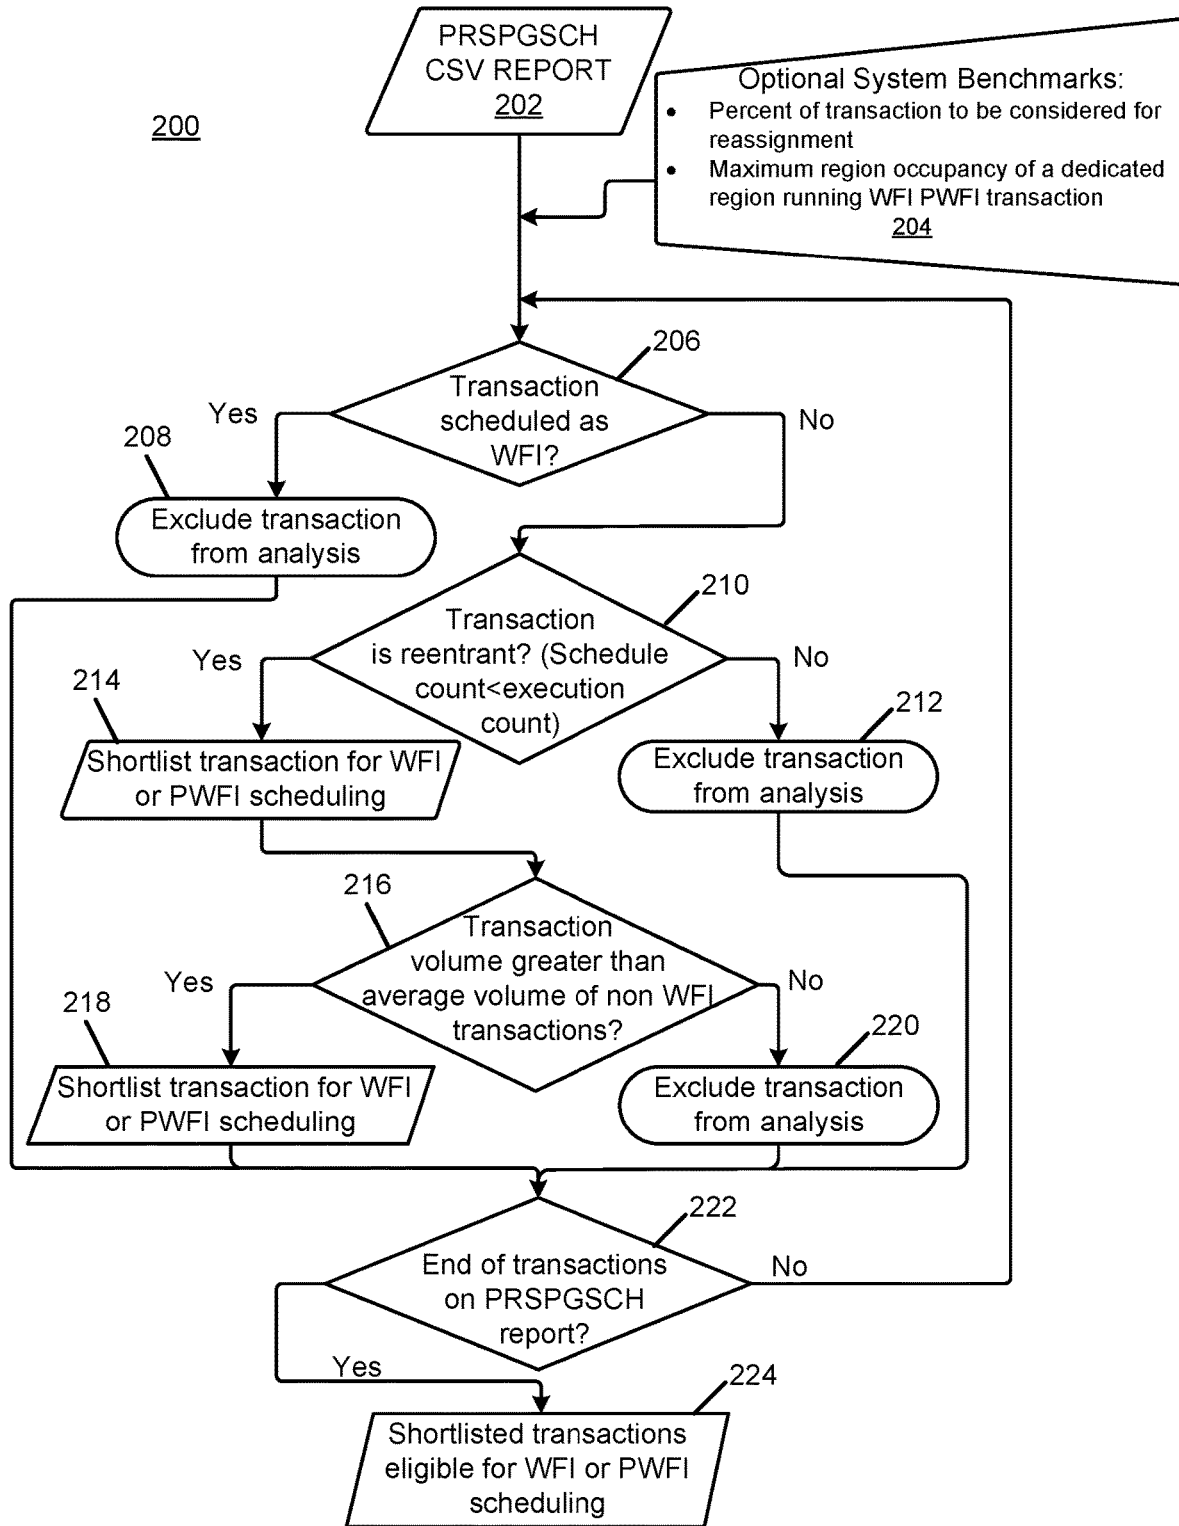 PRSPGSCH
CSV REPORT
202
Optional System Benchmarks:
• Percent of transaction to be considered for
reassignment
• Maximum region occupancy of a dedicated
region running WFI PWFI transaction
204
200
206
Transaction
scheduled as
WFI?
Yes
No
208
Exclude transaction
from analysis
210
Transaction
is reentrant? (Schedule
count<execution
count)
Yes
No
214
Shortlist transaction for WFI
or PWFI scheduling
212
Exclude transaction
from analysis
216
Transaction
volume greater than
average volume of non WFI
transactions?
Yes
No
218
Shortlist transaction for WFI
or PWFI scheduling
220
Exclude transaction
from analysis
222
End of transactions
on PRSPGSCH
report?
No
Yes
224
Shortlisted transactions
eligible for WFI or PWFI
scheduling